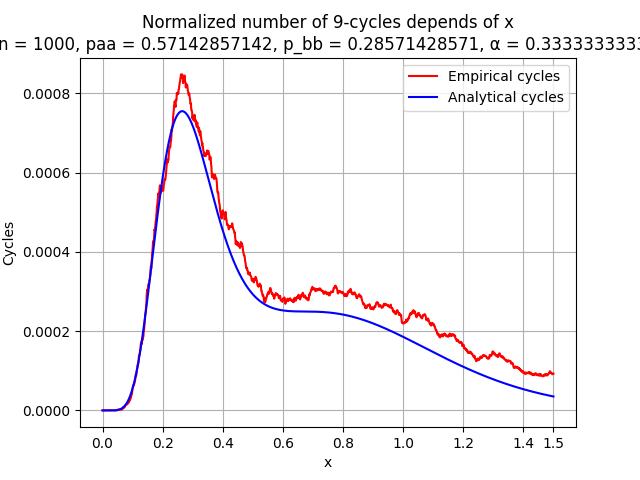 Normalized number of 9-cycles depends of x
n = 1000, paa = 0.57142857142, p_bb = 0.28571428571, α = 0.3333333333
Empirical cycles
Analytical cycles
0.0008
0.0006
0.0004
0.0002
0.0000
Cycles
0.0 0.2 0.4 0.6 0.8 1.0 1.2 1.4 1.5
x